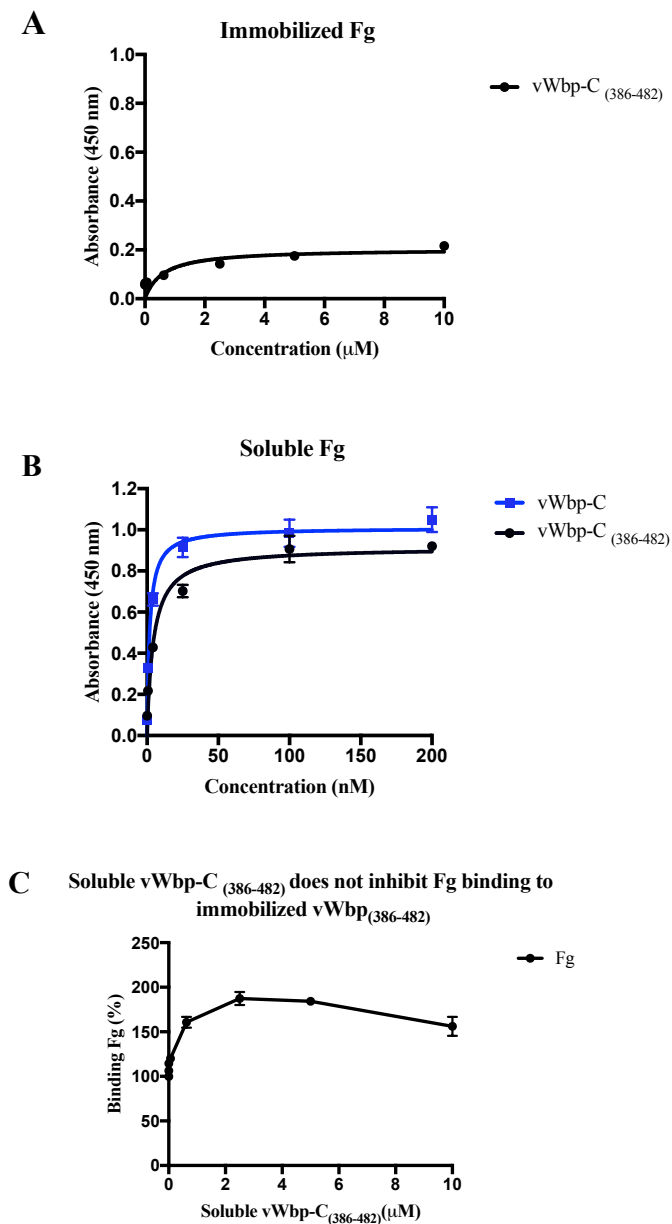 A
Immobilized Fg
1.0
0.8
0.6
0.4
0.2
0.0
0
2
4
6
8
10
Absorbance (450 nm)
Concentration (μM)
vWbp-C (386-482)
B
Soluble Fg
1.2
1.0
0.8
0.6
0.4
0.2
0.0
0
50
100
150
200
Absorbance (450 nm)
Concentration (nM)
vWbp-C
vWbp-C (386-482)
C
Soluble vWbp-C (386-482) does not inhibit Fg binding to
immobilized vWbp(386-482)
250
200
150
100
50
0
0
2
4
6
8
10
Binding Fg (%)
Soluble vWbp-C(386-482)(μM)
Fg